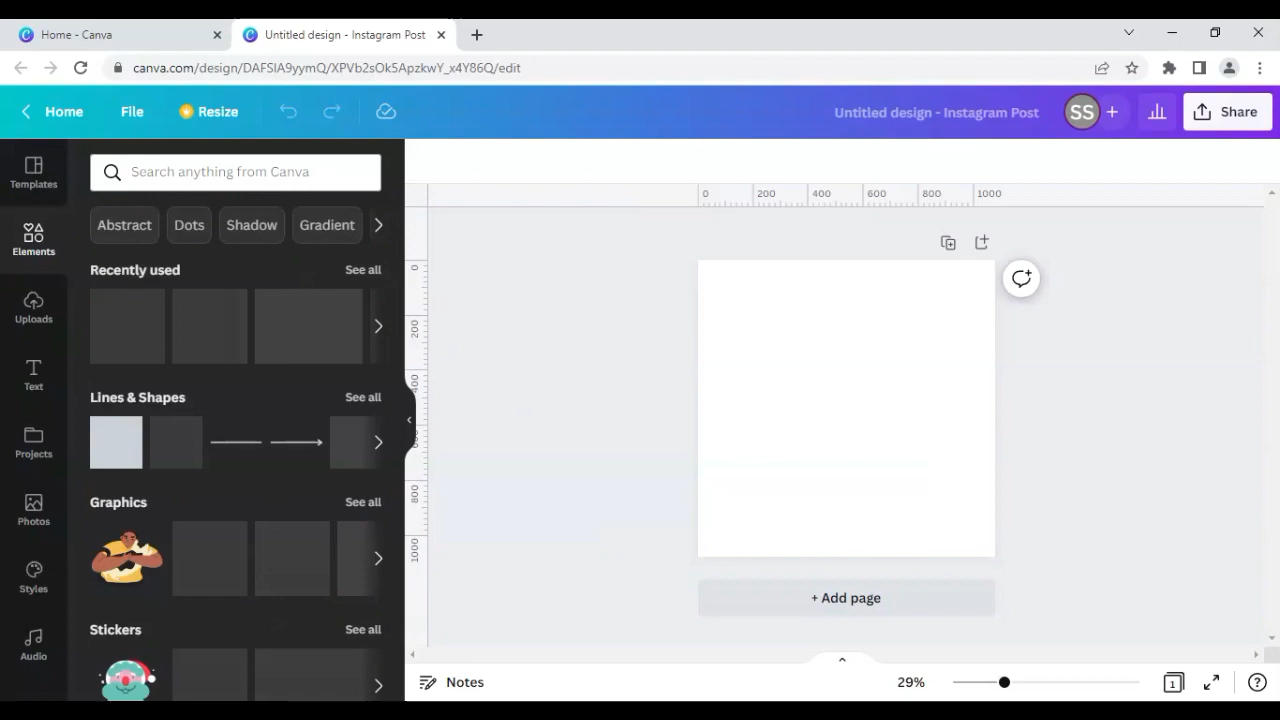 Home - Canva
Untitled design - Instagram Post
canva.com/design/DAFSIA9yymQ/XPVb2sOk5ApzkwY_x4Y86Q/edit
Home
File
Resize
Untitled design - Instagram Post
SS
Share
Templates
Elements
Uploads
Text
Projects
Photos
Styles
Audio
Search anything from Canva
Abstract
Dots
Shadow
Gradient
Recently used
See all
Lines & Shapes
See all
Graphics
See all
Stickers
See all
0
200
400
600
800
1000
0
200
400
800
1000
+ Add page
Notes
29%
1